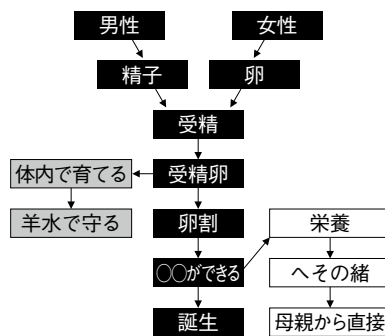 男性
女性
精子
卵
受精
体内で育てる
受精卵
羊水で守る
卵割
栄養
○○ができる
へその緒
誕生
母親から直接